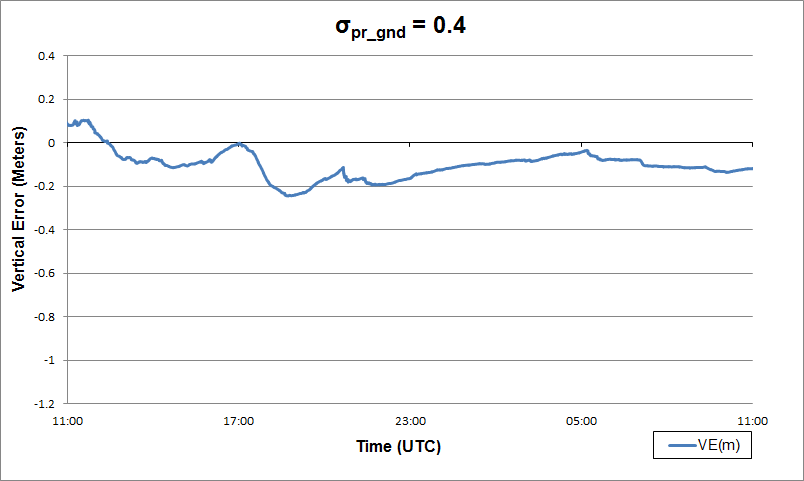 σpr_gnd = 0.4
0.4
0.2
0
-0.2
-0.4
-0.6
-0.8
-1
-1.2
Vertical Error (Meters)
11:00 17:00 23:00 05:00 11:00
Time (UTC)
VE(m)